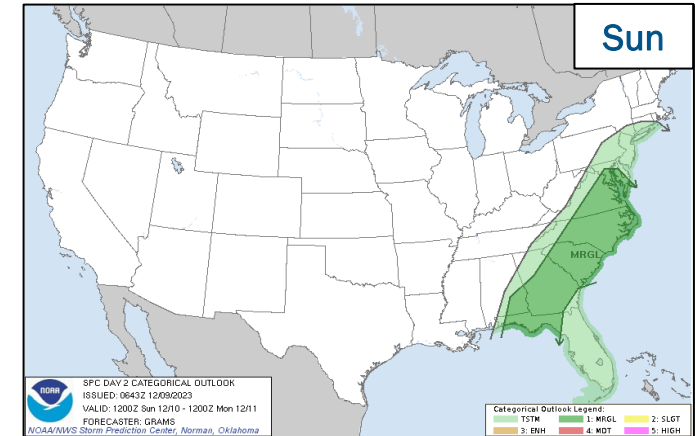 Sun
MRGL
NOAA
SPC DAY 2 CATEGORICAL OUTLOOK
ISSUED: 0643Z 12/09/2023
VALID: 1200Z Sun 12/10 - 1200Z Mon 12/11
FORECASTER: GRAMS
NOAA/NWS Storm Prediction Center, Norman, Oklahoma
Categorical Outlook Legend:
TSTM 1: MRGL 2: SLGT
3: ENH 4: MDT 5: HIGH